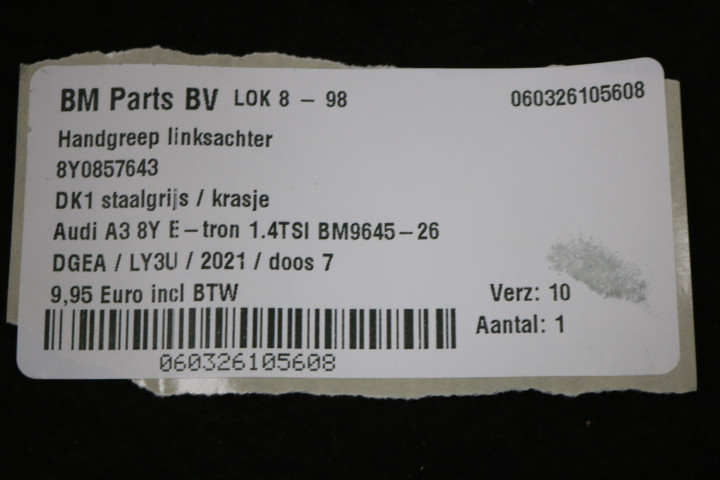 BM Parts BV LOK 8 - 98 060326105608
Handgreep linksachter
8Y0857643
DK1 staalgrijs / krasje
Audi A3 8Y E-tron 1.4TSI BM9645-26
DGEA / LY3U / 2021 / doos 7
9,95 Euro incl BTW Verz: 10
Aantal: 1
060326105608